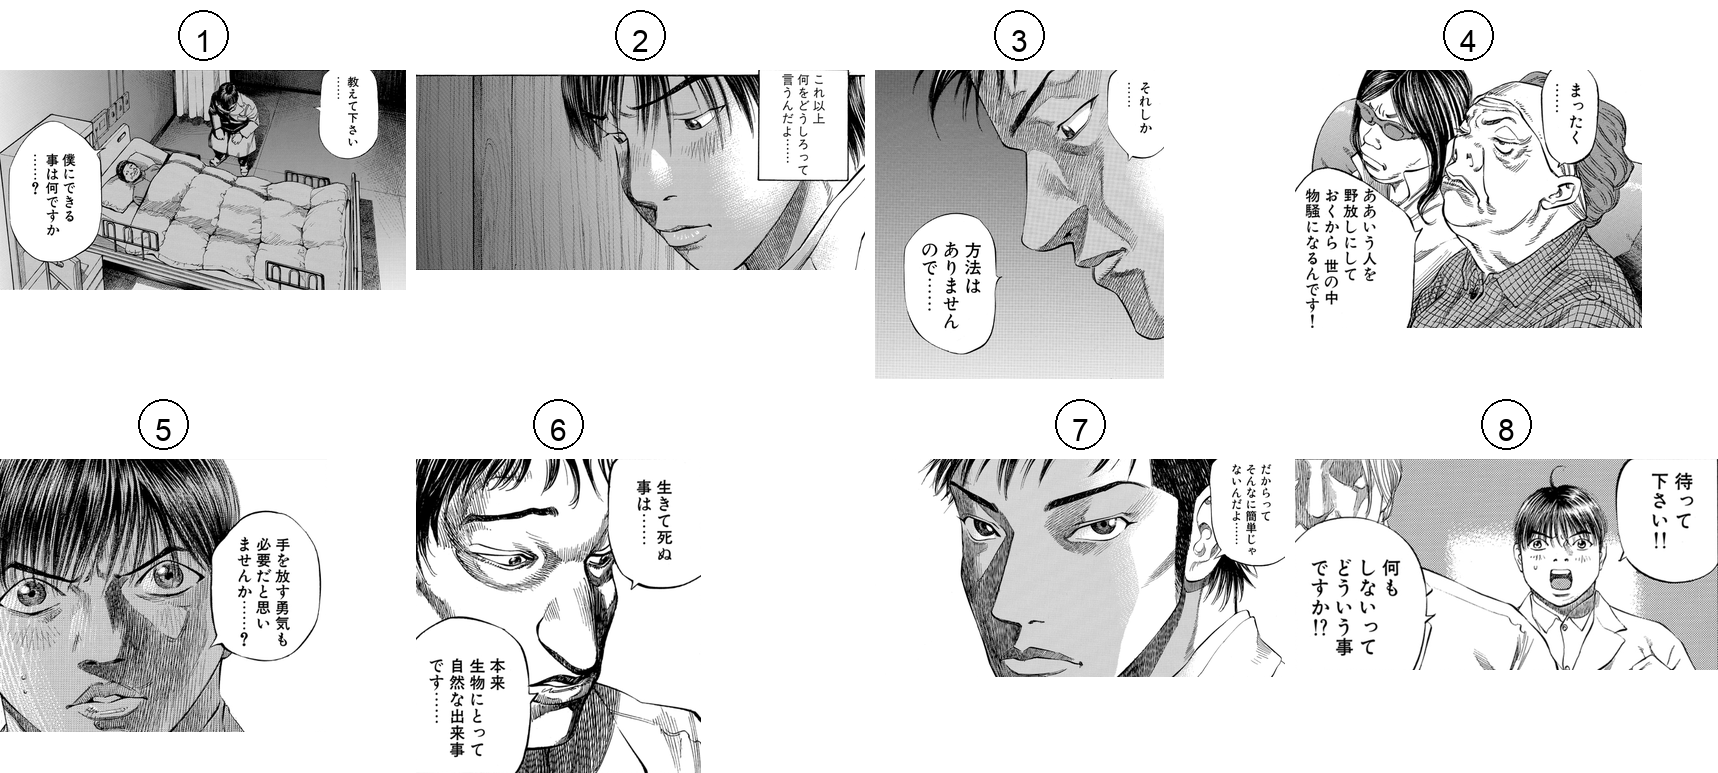 1
教えて下さい
……
僕にできる
事は何ですか
……?
2
これ以上
何をどうしろって
言うんだよ……
3
それしか
……
方法は
ありません
ので……
4
まったく
……
ああいう人を
野放しにして
おくから 世の中
物騒になるんです!
5
手を放す勇気も
必要だと思い
ませんか……?
6
生きて死ぬ
事は……
本来
生物にとって
自然な出来事
です……
7
だからって
そんなに簡単じゃ
ないんだよ……
8
待って
下さい!!
何も
しないって
どういう事
ですか!?